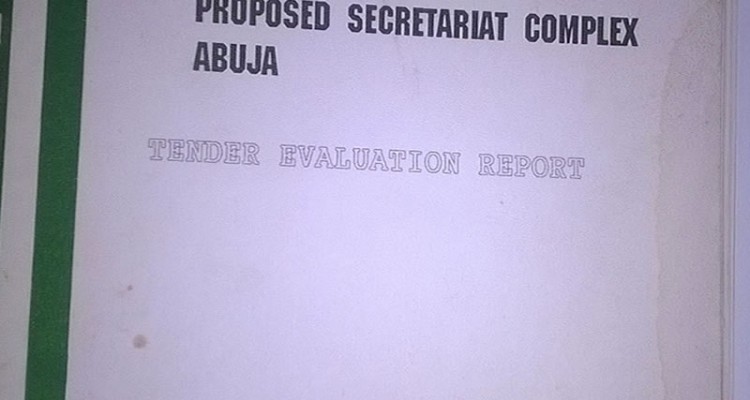 PROPOSED SECRETARIAT COMPLEX
ABUJA
TENDER EVALUATION REPORT